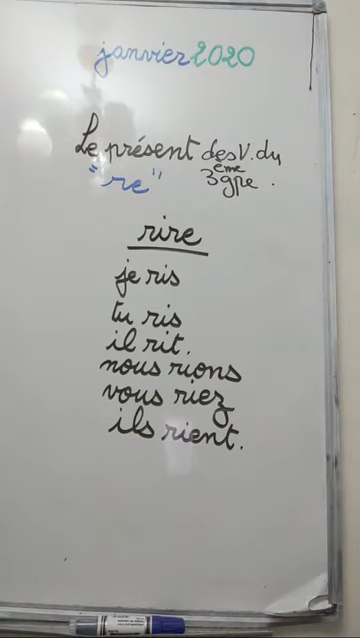 janvier 2020
Le présent des V. du
"re" 3ème gpe.
rire
je ris
tu ris
il rit.
nous rions
vous riez
ils rient.